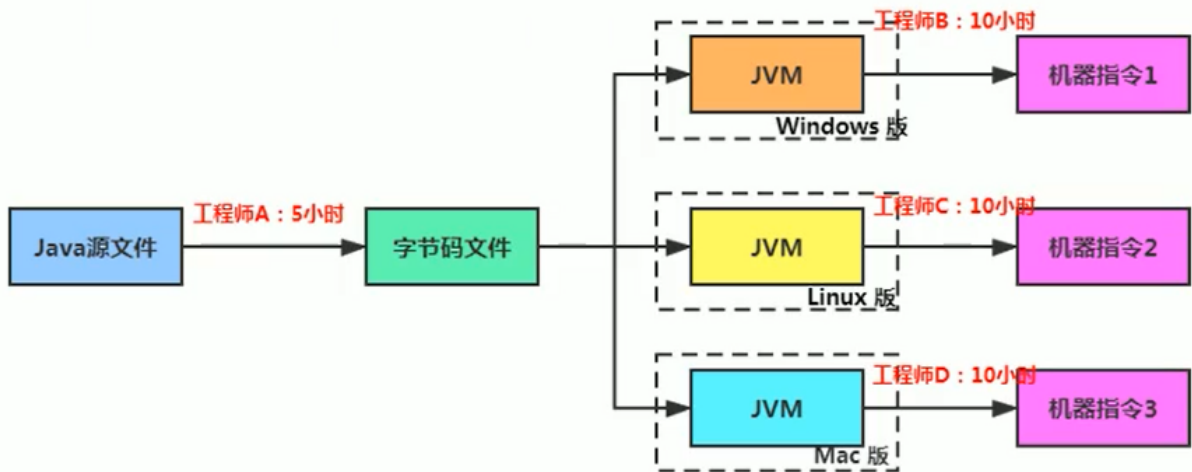 工程师B：10小时
JVM
机器指令1
Windows 版
工程师A：5小时
Java源文件
字节码文件
工程师C：10小时
JVM
机器指令2
Linux 版
工程师D：10小时
JVM
机器指令3
Mac 版